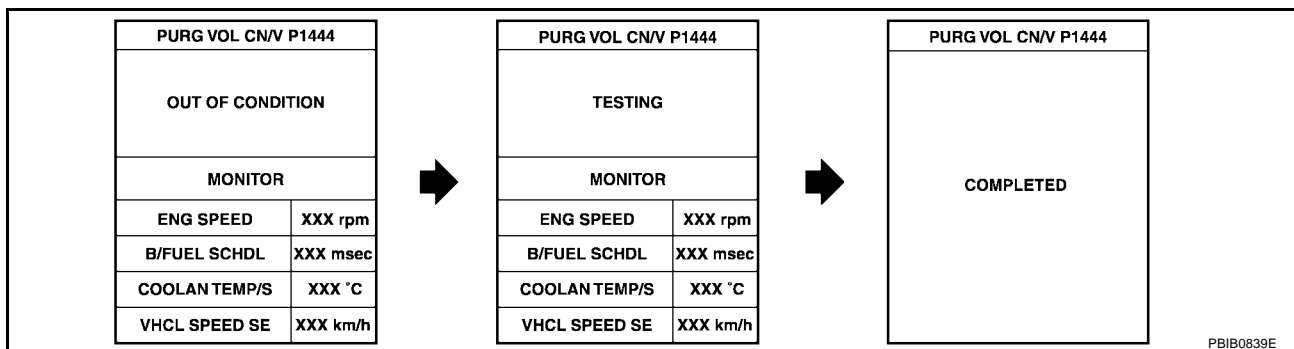 PURG VOL CN/V P1444
OUT OF CONDITION
MONITOR
ENG SPEED XXX rpm
B/FUEL SCHDL XXX msec
COOLAN TEMP/S XXX °C
VHCL SPEED SE XXX km/h
PURG VOL CN/V P1444
TESTING
MONITOR
ENG SPEED XXX rpm
B/FUEL SCHDL XXX msec
COOLAN TEMP/S XXX °C
VHCL SPEED SE XXX km/h
PURG VOL CN/V P1444
COMPLETED
PBIB0839E